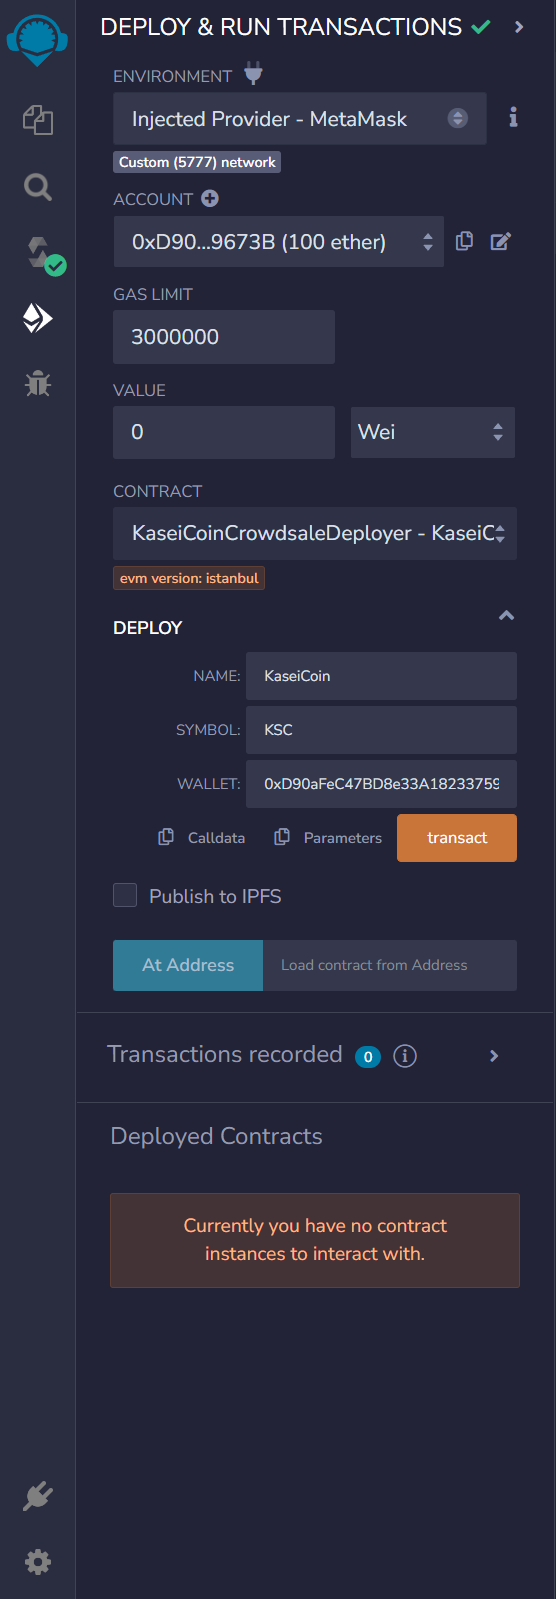 DEPLOY & RUN TRANSACTIONS
ENVIRONMENT
Injected Provider - MetaMask
Custom (5777) network
ACCOUNT
0xD90...9673B (100 ether)
GAS LIMIT
3000000
VALUE
0 Wei
CONTRACT
KaseiCoinCrowdsaleDeployer - KaseiC
evm version: istanbul
DEPLOY
NAME: KaseiCoin
SYMBOL: KSC
WALLET: 0xD90aFeC47BD8e33A18233759
Calldata Parameters transact
Publish to IPFS
At Address Load contract from Address
Transactions recorded 0
Deployed Contracts
Currently you have no contract
instances to interact with.